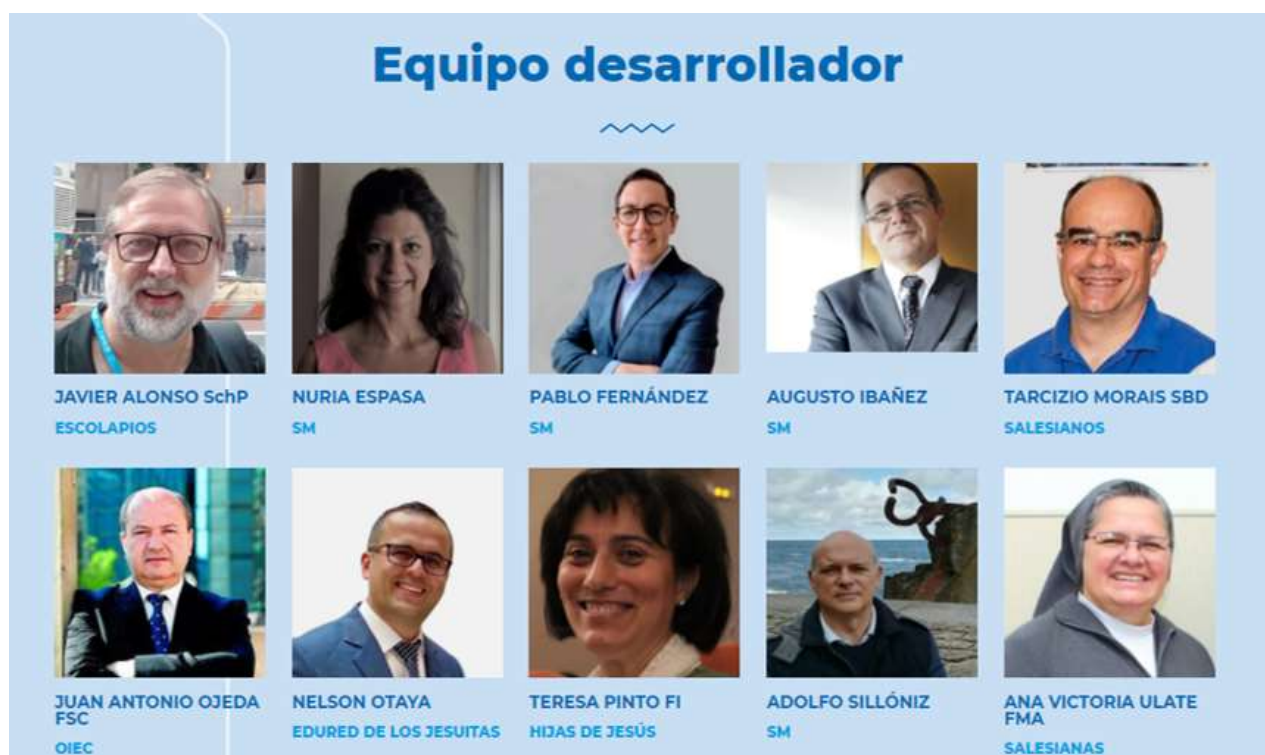 Equipo desarrollador
JAVIER ALONSO SchP
ESCOLAPIOS
NURIA ESPASA
SM
PABLO FERNÁNDEZ
SM
AUGUSTO IBAÑEZ
SM
TARCIZIO MORAIS SBD
SALESIANOS
JUAN ANTONIO OJEDA
FSC
OIEC
NELSON OTAYA
EDURED DE LOS JESUITAS
TERESA PINTO FI
HIJAS DE JESÚS
ADOLFO SILLÓNIZ
SM
ANA VICTORIA ULATE
FMA
SALESIANAS